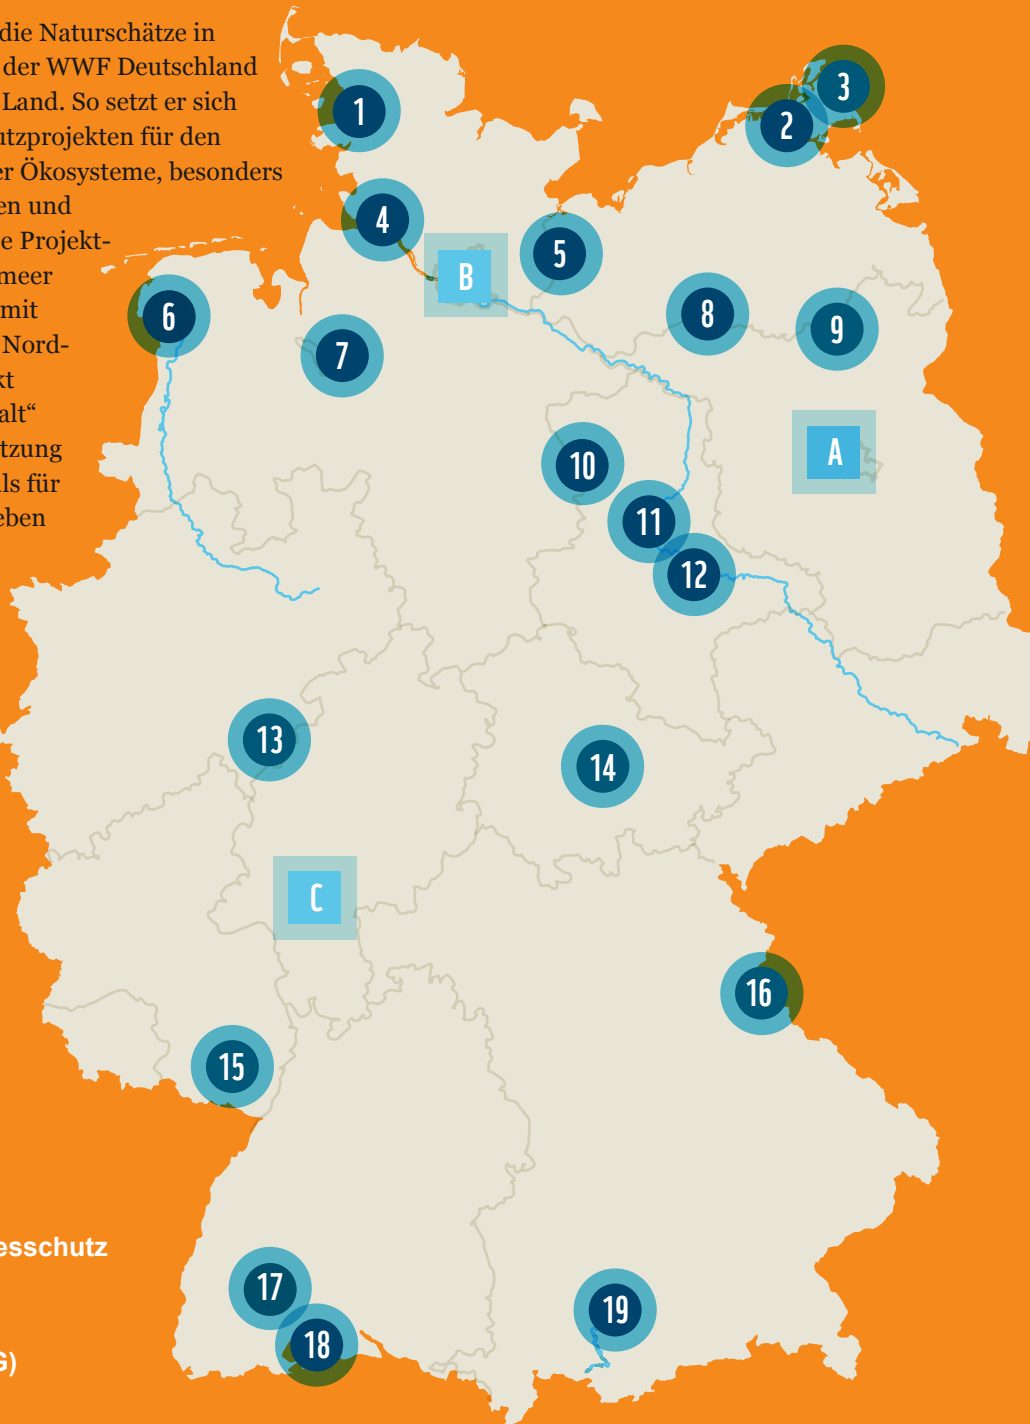 die Naturschätze in
der WWF Deutschland
Land. So setzt er sich
utzprojekten für den
er Ökosysteme, besonders
en und
e Projekt-
meer
mit
Nord-
kt
alt“
tzung
ls für
eben
3
1
2
4
5
B
6
8
9
7
A
10
11
12
13
14
C
16
15
esschutz
17
19
18
G)